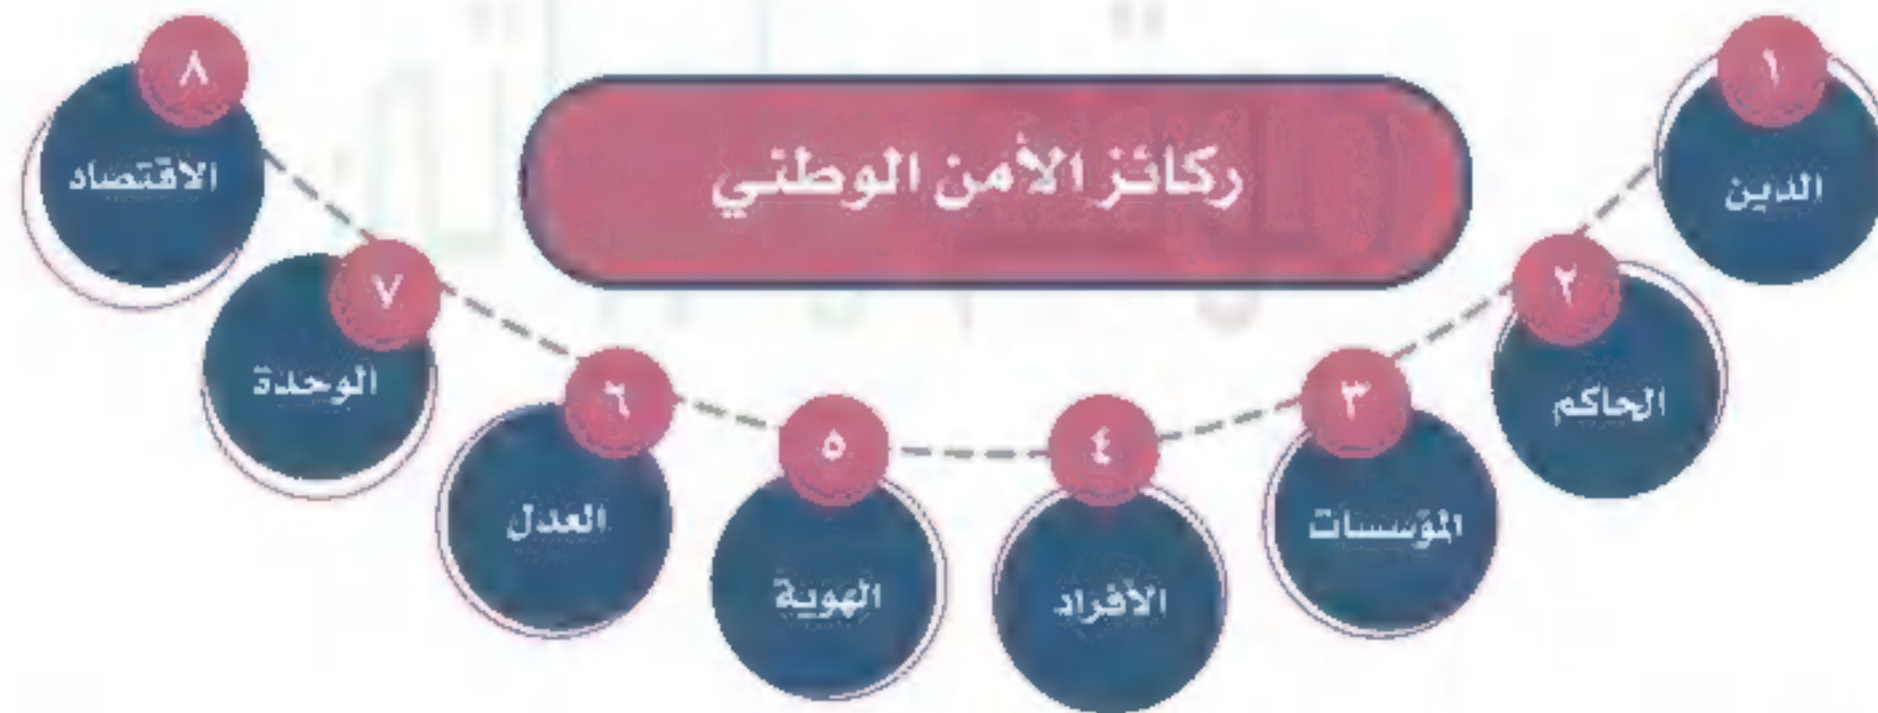 ركائز الأمن الوطني
١
الدين
٢
الحاكم
٣
المؤسسات
٤
الأفراد
٥
الهوية
٦
العدل
٧
الوحدة
٨
الاقتصاد